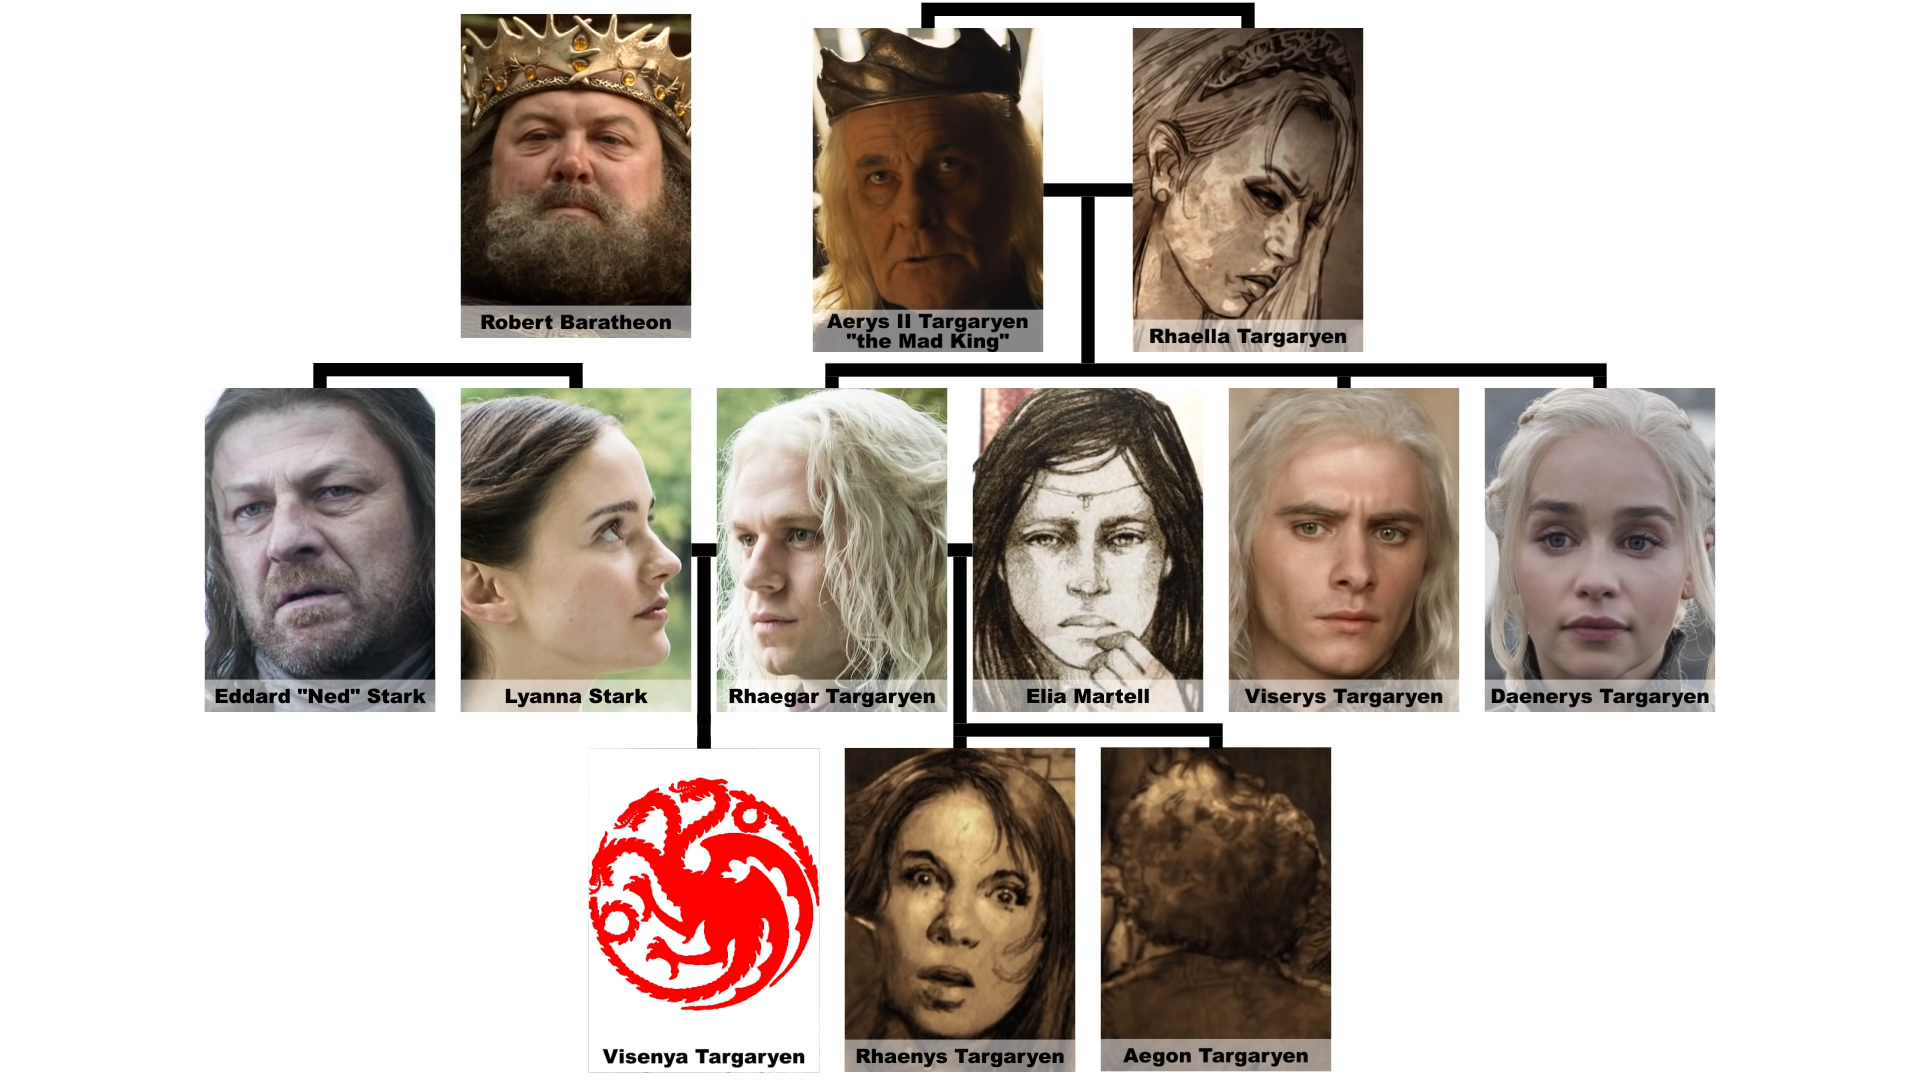 Robert Baratheon
Aerys II Targaryen
"the Mad King"
Rhaella Targaryen
Eddard "Ned" Stark
Lyanna Stark
Rhaegar Targaryen
Elia Martell
Viserys Targaryen
Daenerys Targaryen
Visenya Targaryen
Rhaenys Targaryen
Aegon Targaryen